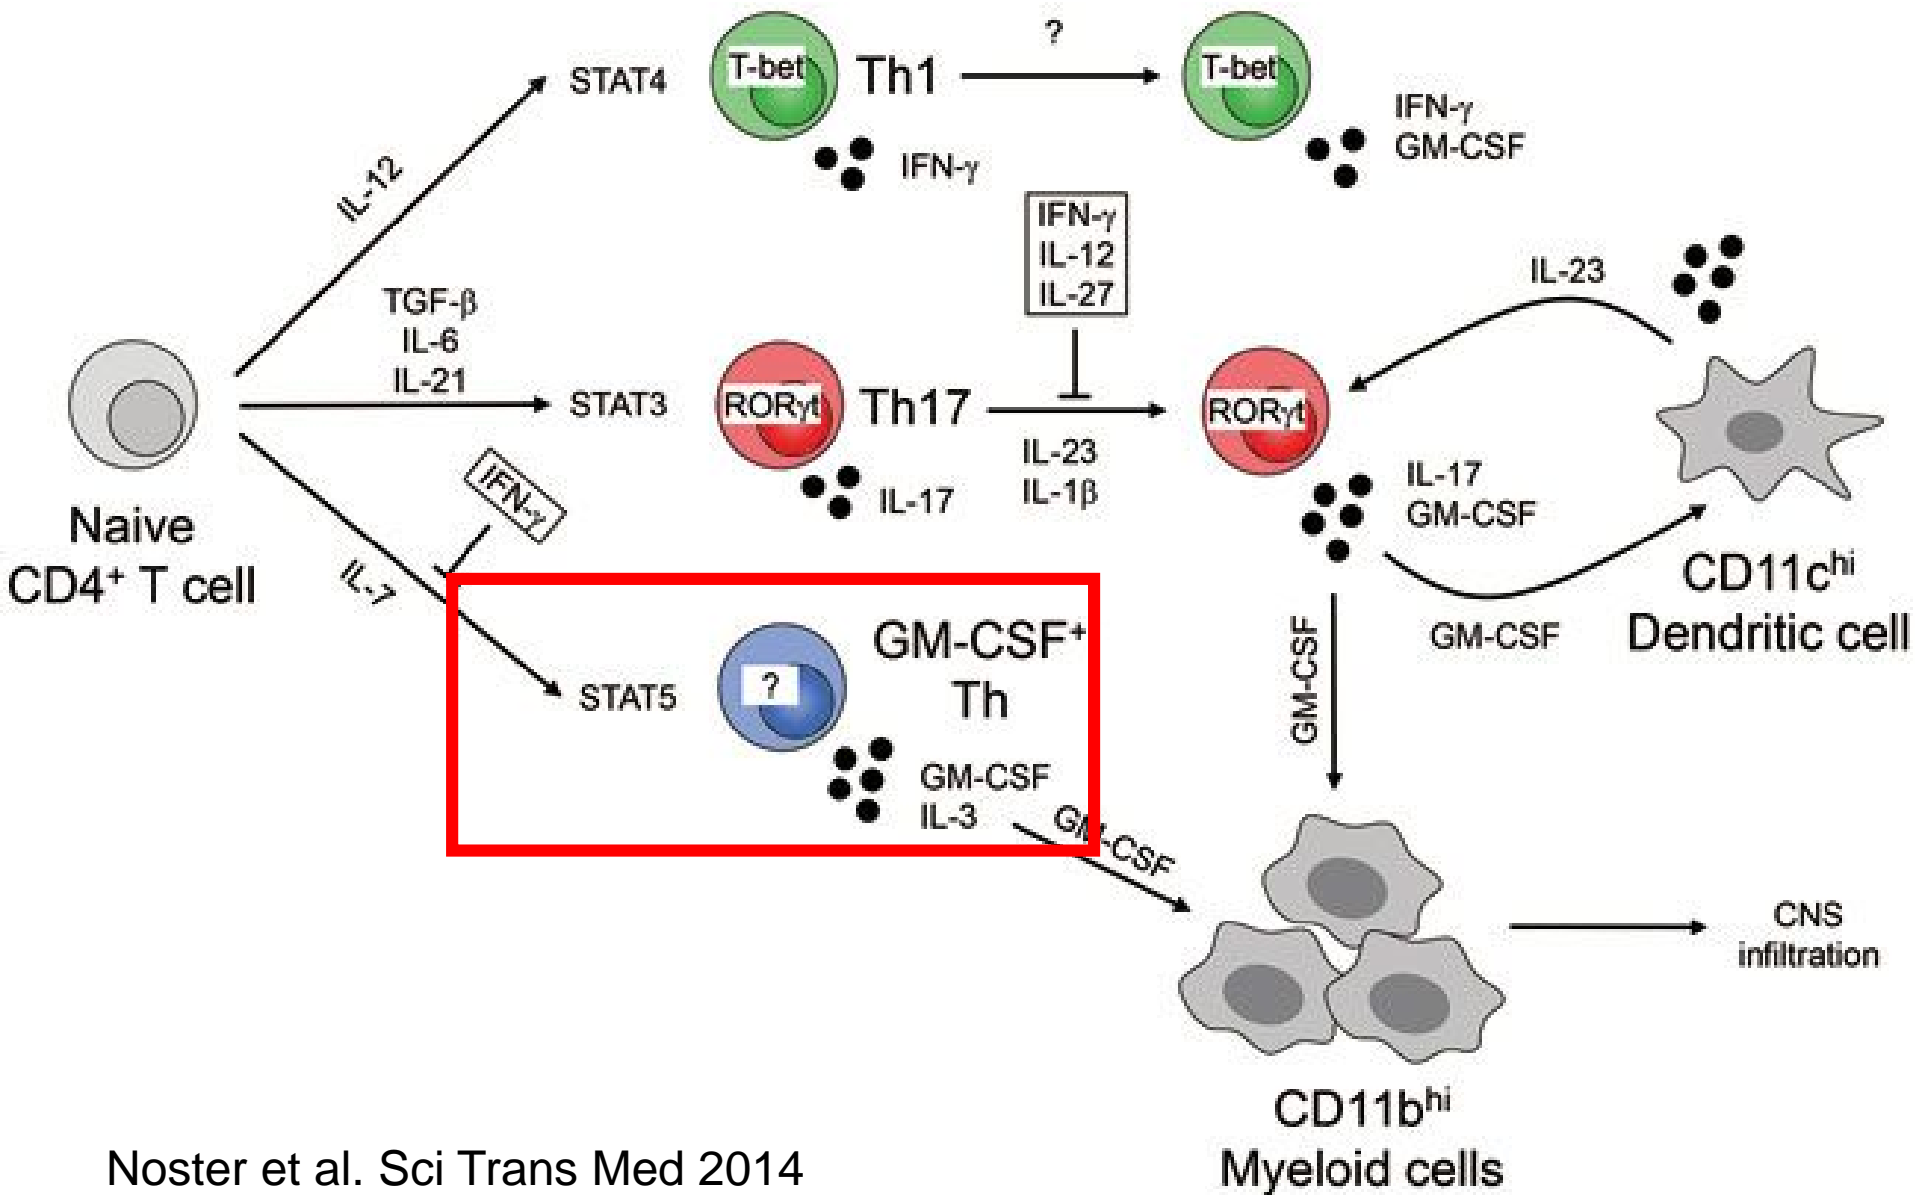 ?
T-bet
T-bet
STAT4
Th1
IFN-γ
GM-CSF
IL-12
IFN-γ
IFN-γ
IL-12
IL-27
IL-23
TGF-β
IL-6
IL-21
STAT3
RORγt
Th17
RORγt
IL-23
IL-1β
IL-17
IL-17
GM-CSF
IFN-γ
Naive
CD4⁺ T cell
IL-7
CD11cʰⁱ
Dendritic cell
GM-CSF
GM-CSF
STAT5
?
GM-CSF⁺
Th
GM-CSF
IL-3
GM-CSF
CNS
infiltration
CD11bʰⁱ
Myeloid cells
Noster et al. Sci Trans Med 2014